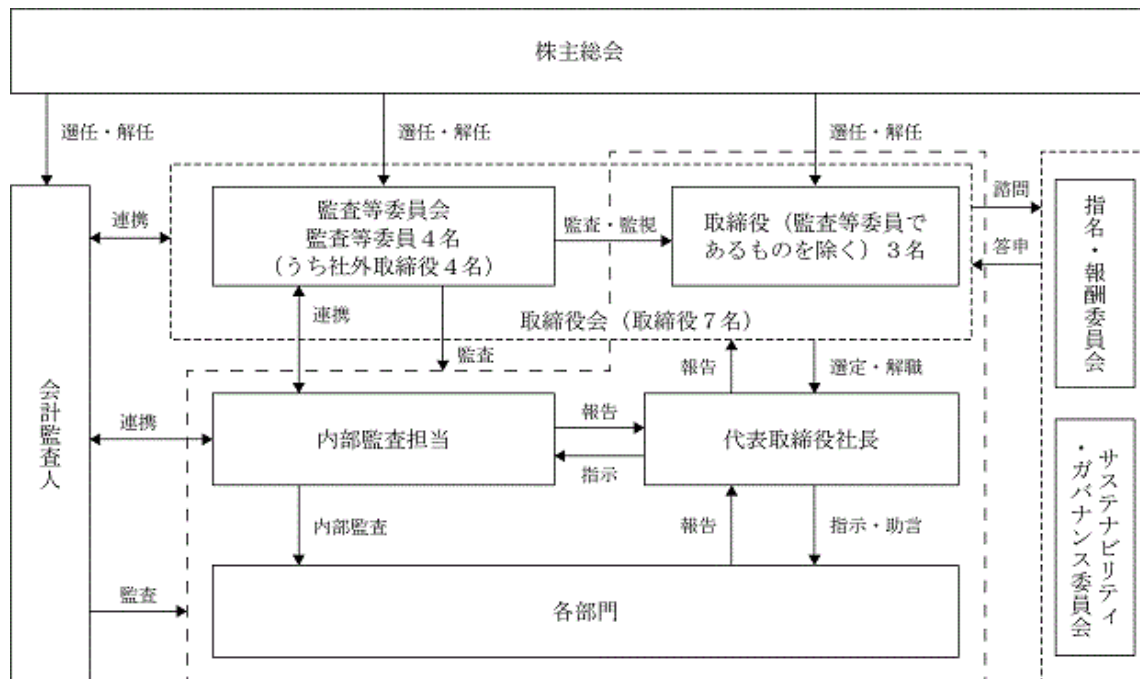 株主総会
選任・解任
選任・解任
選任・解任
監査等委員会
監査等委員４名
（うち社外取締役４名）
監査・監視
取締役（監査等委員で
あるものを除く）３名
取締役会（取締役７名）
諮問
答申
指名・報酬委員会
サステナビリティ
・ガバナンス委員会
連携
連携
監査
報告
選定・解職
会計監査人
連携
内部監査担当
報告
指示
代表取締役社長
内部監査
報告
指示・助言
監査
各部門